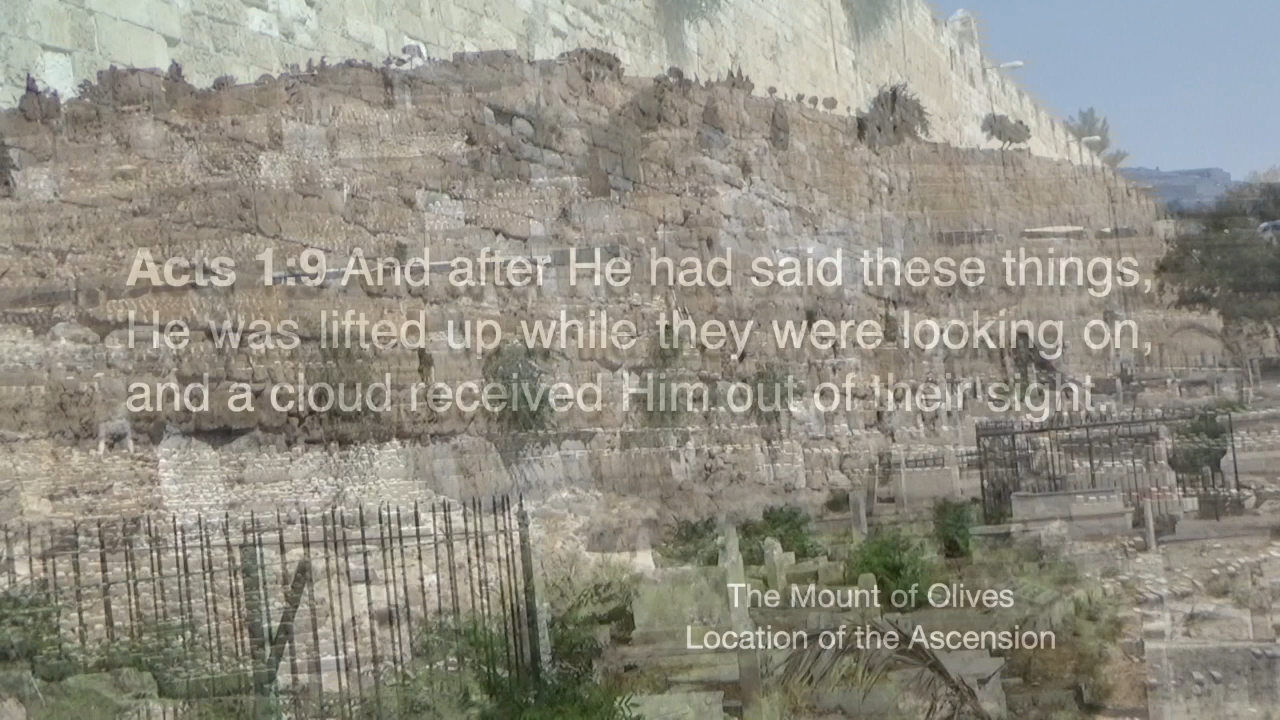 Acts 1:9 And after He had said these things,
He was lifted up while they were looking on,
and a cloud received Him out of their sight.
The Mount of Olives
Location of the Ascension